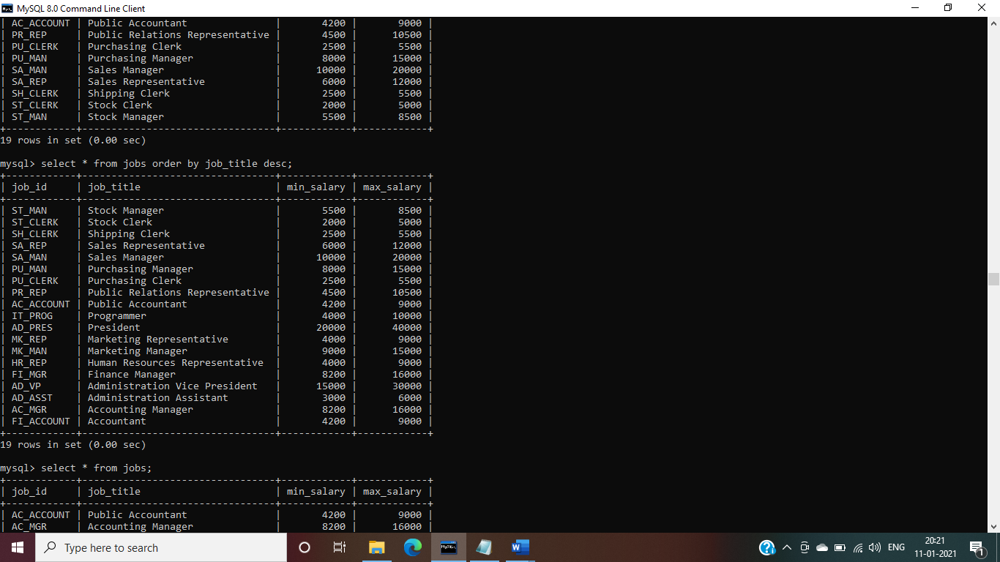 MySQL 8.0 Command Line Client
| AC_ACCOUNT | Public Accountant               |       4200 |       9000 |
| PR_REP     | Public Relations Representative |       4500 |      10500 |
| PU_CLERK   | Purchasing Clerk                |       2500 |       5500 |
| PU_MAN     | Purchasing Manager              |       8000 |      15000 |
| SA_MAN     | Sales Manager                   |      10000 |      20000 |
| SA_REP     | Sales Representative            |       6000 |      12000 |
| SH_CLERK   | Shipping Clerk                  |       2500 |       5500 |
| ST_CLERK   | Stock Clerk                     |       2000 |       5000 |
| ST_MAN     | Stock Manager                   |       5500 |       8500 |
+------------+---------------------------------+------------+------------+
19 rows in set (0.00 sec)
mysql> select * from jobs order by job_title desc;
+------------+---------------------------------+------------+------------+
| job_id     | job_title                       | min_salary | max_salary |
+------------+---------------------------------+------------+------------+
| ST_MAN     | Stock Manager                   |       5500 |       8500 |
| ST_CLERK   | Stock Clerk                     |       2000 |       5000 |
| SH_CLERK   | Shipping Clerk                  |       2500 |       5500 |
| SA_REP     | Sales Representative            |       6000 |      12000 |
| SA_MAN     | Sales Manager                   |      10000 |      20000 |
| PU_MAN     | Purchasing Manager              |       8000 |      15000 |
| PU_CLERK   | Purchasing Clerk                |       2500 |       5500 |
| PR_REP     | Public Relations Representative |       4500 |      10500 |
| AC_ACCOUNT | Public Accountant               |       4200 |       9000 |
| IT_PROG    | Programmer                      |       4000 |      10000 |
| AD_PRES    | President                       |      20000 |      40000 |
| MK_REP     | Marketing Representative        |       4000 |       9000 |
| MK_MAN     | Marketing Manager               |       9000 |      15000 |
| HR_REP     | Human Resources Representative  |       4000 |       9000 |
| FI_MGR     | Finance Manager                 |       8200 |      16000 |
| AD_VP      | Administration Vice President   |      15000 |      30000 |
| AD_ASST    | Administration Assistant        |       3000 |       6000 |
| AC_MGR     | Accounting Manager              |       8200 |      16000 |
| FI_ACCOUNT | Accountant                      |       4200 |       9000 |
+------------+---------------------------------+------------+------------+
19 rows in set (0.00 sec)
mysql> select * from jobs;
+------------+---------------------------------+------------+------------+
| job_id     | job_title                       | min_salary | max_salary |
+------------+---------------------------------+------------+------------+
| AC_ACCOUNT | Public Accountant               |       4200 |       9000 |
| AC_MGR     | Accounting Manager              |       8200 |      16000 |
Type here to search
ENG
20:21
11-01-2021
1